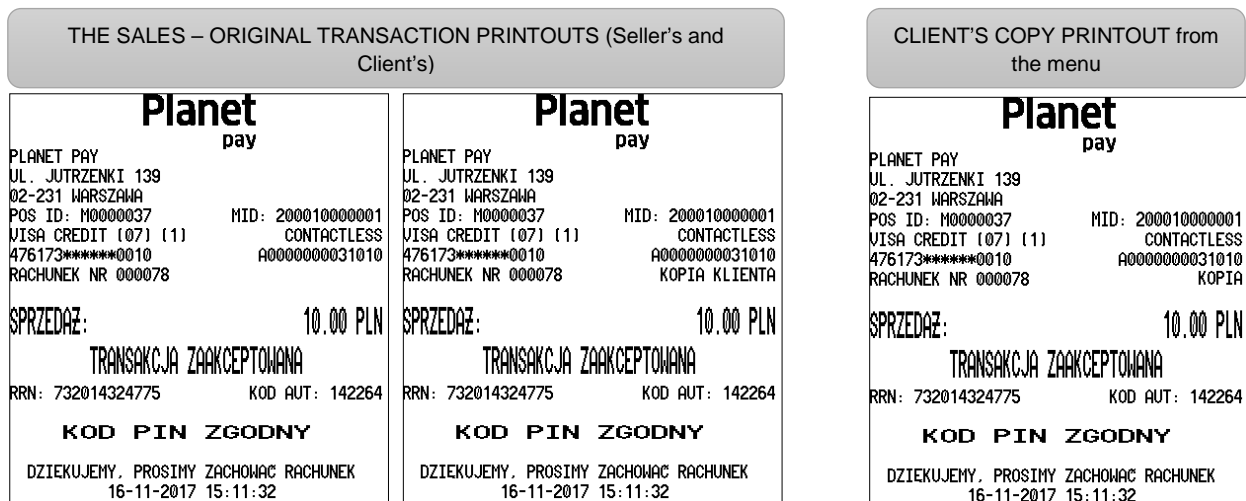 THE SALES – ORIGINAL TRANSACTION PRINTOUTS (Seller's and
Client's)
Planet
pay
PLANET PAY
UL. JUTRZENKI 139
02-231 WARSZAWA
POS ID: M0000037 MID: 200010000001
VISA CREDIT (07) (1) CONTACTLESS
476173******0010 A0000000031010
RACHUNEK NR 000078
SPRZEDAŻ: 10.00 PLN
TRANSAKCJA ZAAKCEPTOWANA
RRN: 732014324775 KOD AUT: 142264
KOD PIN ZGODNY
DZIEKUJEMY, PROSIMY ZACHOWAĆ RACHUNEK
16-11-2017 15:11:32
Planet
pay
PLANET PAY
UL. JUTRZENKI 139
02-231 WARSZAWA
POS ID: M0000037 MID: 200010000001
VISA CREDIT (07) (1) CONTACTLESS
476173******0010 A0000000031010
RACHUNEK NR 000078 KOPIA KLIENTA
SPRZEDAŻ: 10.00 PLN
TRANSAKCJA ZAAKCEPTOWANA
RRN: 732014324775 KOD AUT: 142264
KOD PIN ZGODNY
DZIEKUJEMY, PROSIMY ZACHOWAĆ RACHUNEK
16-11-2017 15:11:32
CLIENT'S COPY PRINTOUT from
the menu
Planet
pay
PLANET PAY
UL. JUTRZENKI 139
02-231 WARSZAWA
POS ID: M0000037 MID: 200010000001
VISA CREDIT (07) (1) CONTACTLESS
476173******0010 A0000000031010
RACHUNEK NR 000078 KOPIA
SPRZEDAŻ: 10.00 PLN
TRANSAKCJA ZAAKCEPTOWANA
RRN: 732014324775 KOD AUT: 142264
KOD PIN ZGODNY
DZIEKUJEMY, PROSIMY ZACHOWAĆ RACHUNEK
16-11-2017 15:11:32